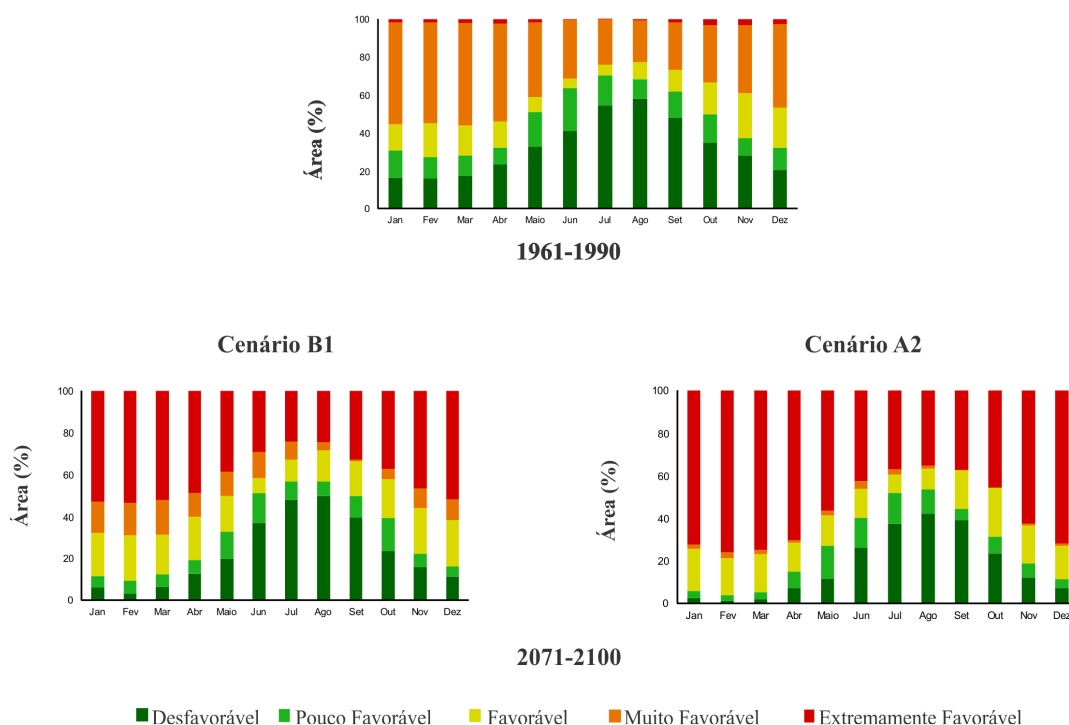 100
80
60
40
20
0
Área (%)
Jan Fev Mar Abr Maio Jun Jul Ago Set Out Nov Dez
1961-1990
Cenário B1
100
80
60
40
20
0
Área (%)
Jan Fev Mar Abr Maio Jun Jul Ago Set Out Nov Dez
Cenário A2
100
80
60
40
20
0
Área (%)
Jan Fev Mar Abr Maio Jun Jul Ago Set Out Nov Dez
2071-2100
Desfavorável Pouco Favorável Favorável Muito Favorável Extremamente Favorável